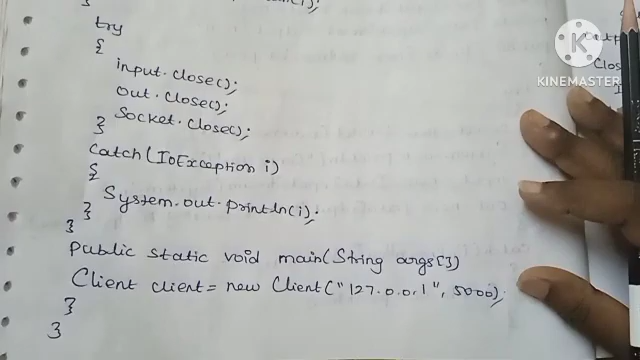 try
{
input.close();
out.close();
Socket.close();
}
catch(IoException i)
{
System.out.println(i);
}
}
public static void main(String args[])
Client client = new Client("127.0.0.1", 5000);
}
}
K
KINEMASTER
Clos